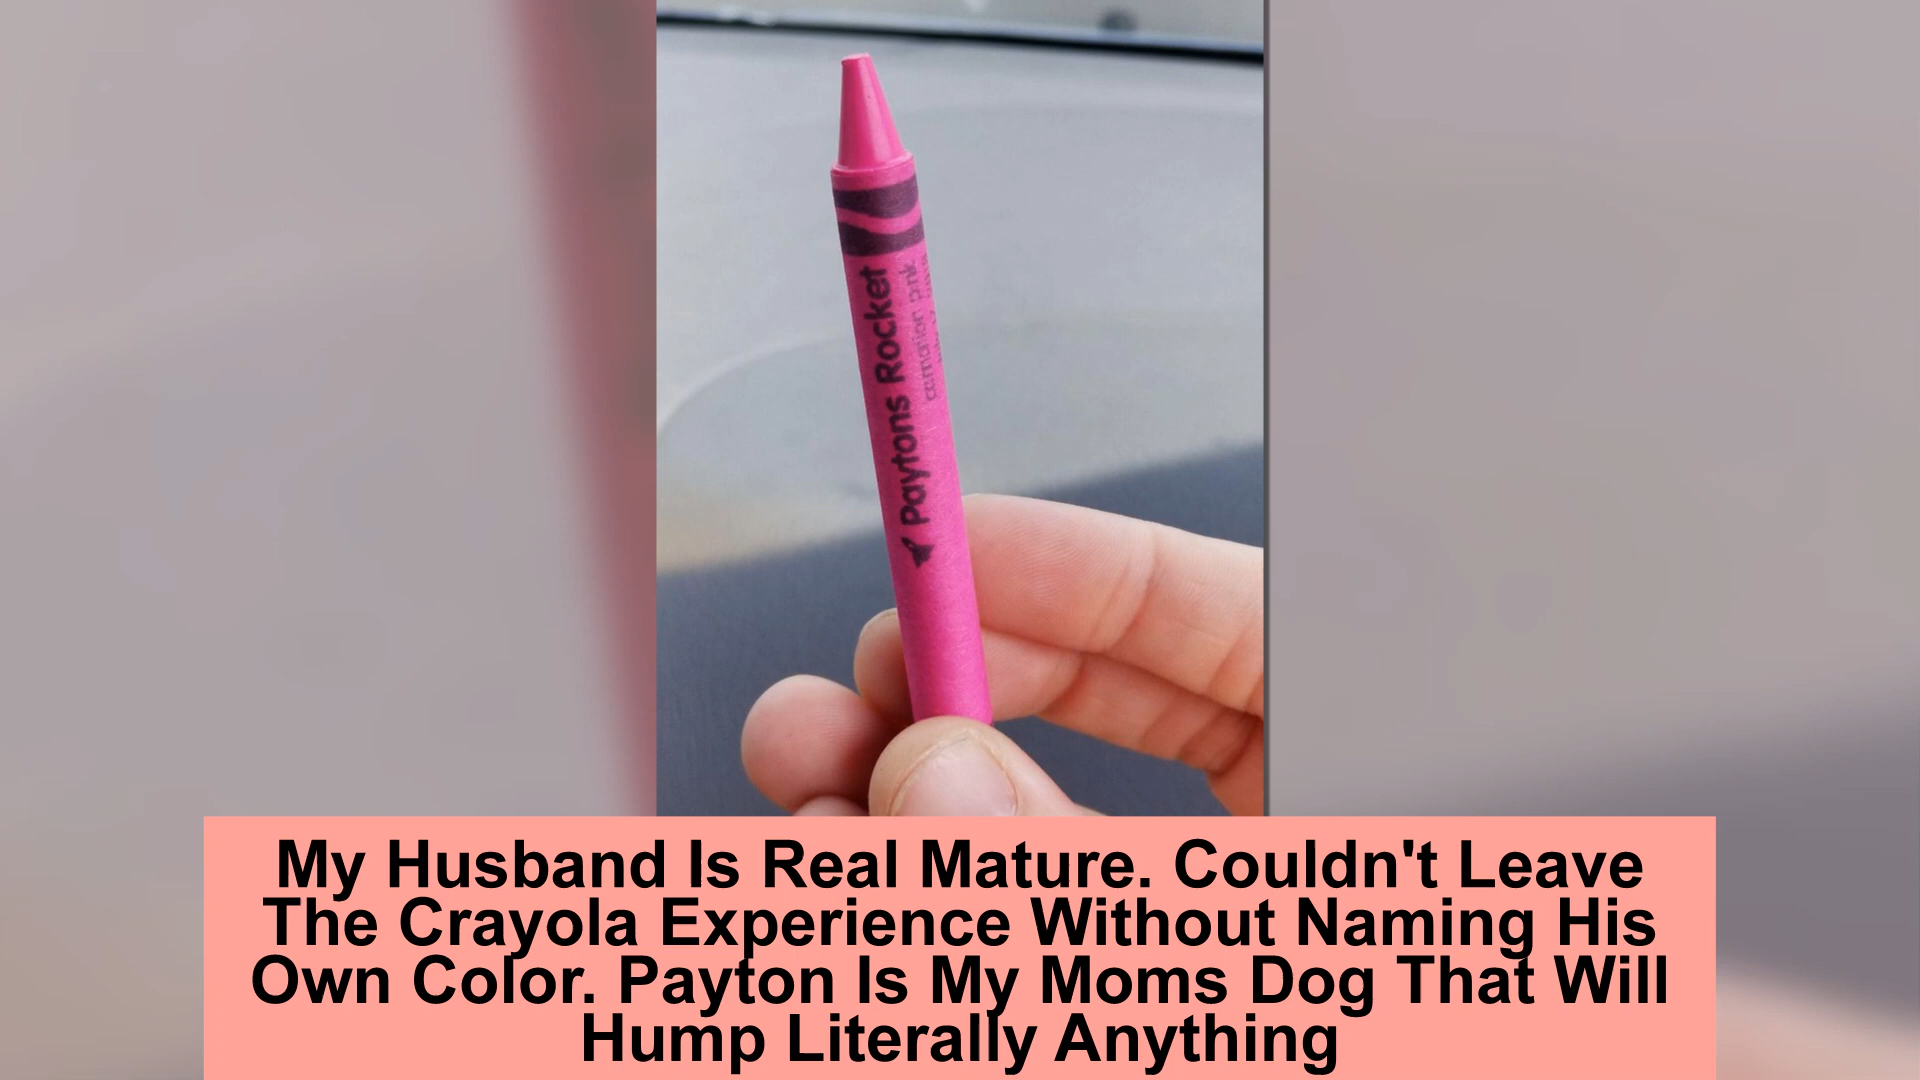 Paytons Rocket
carnation pink
My Husband Is Real Mature. Couldn't Leave
The Crayola Experience Without Naming His
Own Color. Payton Is My Moms Dog That Will
Hump Literally Anything